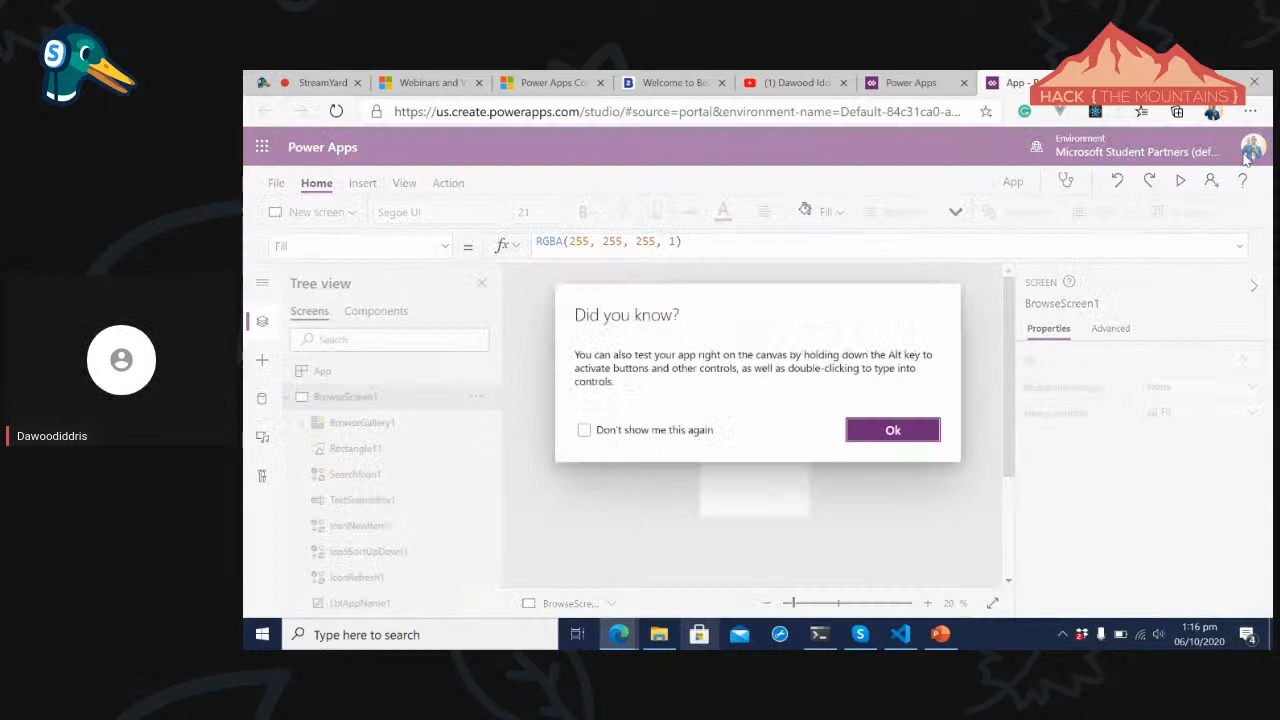 S
HACK { THE MOUNTAINS. }
StreamYard
Webinars and V
Power Apps Co
Welcome to Be
(1) Dawood Idd
Power Apps
App - P
https://us.create.powerapps.com/studio/#source=portal&environment-name=Default-84c31ca0-a...
Power Apps
Environment
Microsoft Student Partners (def...
File
Home
Insert
View
Action
App
New screen
Segoe UI
21
B
A
Fill
Fill
=
fx
RGBA(255, 255, 255, 1)
Tree view
Screens
Components
Search
App
BrowseScreen1
BrowseGallery1
Rectangle11
SearchIcon1
TextSearchBox1
IconNewItem1
IconSortUpDown1
IconRefresh1
LblAppName1
Did you know?
You can also test your app right on the canvas by holding down the Alt key to
activate buttons and other controls, as well as double-clicking to type into
controls.
Don't show me this again
Ok
SCREEN
BrowseScreen1
Properties
Advanced
None
Fit
BrowseScre...
20 %
Dawoodiddris
Type here to search
1:16 pm
06/10/2020
4